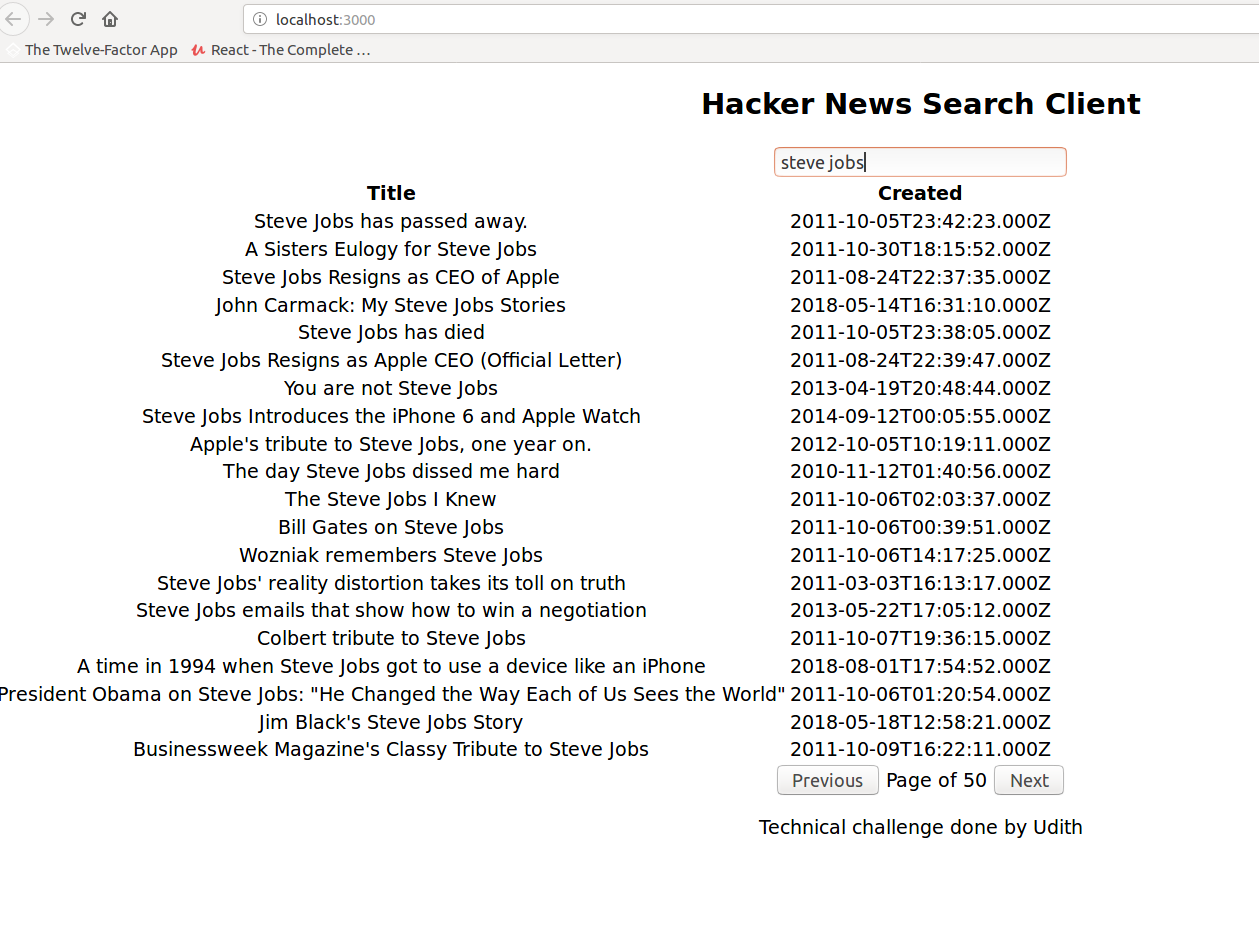 localhost:3000
The Twelve-Factor App React - The Complete ...
Hacker News Search Client
steve jobs
Title Created
Steve Jobs has passed away. 2011-10-05T23:42:23.000Z
A Sisters Eulogy for Steve Jobs 2011-10-30T18:15:52.000Z
Steve Jobs Resigns as CEO of Apple 2011-08-24T22:37:35.000Z
John Carmack: My Steve Jobs Stories 2018-05-14T16:31:10.000Z
Steve Jobs has died 2011-10-05T23:38:05.000Z
Steve Jobs Resigns as Apple CEO (Official Letter) 2011-08-24T22:39:47.000Z
You are not Steve Jobs 2013-04-19T20:48:44.000Z
Steve Jobs Introduces the iPhone 6 and Apple Watch 2014-09-12T00:05:55.000Z
Apple's tribute to Steve Jobs, one year on. 2012-10-05T10:19:11.000Z
The day Steve Jobs dissed me hard 2010-11-12T01:40:56.000Z
The Steve Jobs I Knew 2011-10-06T02:03:37.000Z
Bill Gates on Steve Jobs 2011-10-06T00:39:51.000Z
Wozniak remembers Steve Jobs 2011-10-06T14:17:25.000Z
Steve Jobs' reality distortion takes its toll on truth 2011-03-03T16:13:17.000Z
Steve Jobs emails that show how to win a negotiation 2013-05-22T17:05:12.000Z
Colbert tribute to Steve Jobs 2011-10-07T19:36:15.000Z
A time in 1994 when Steve Jobs got to use a device like an iPhone 2018-08-01T17:54:52.000Z
President Obama on Steve Jobs: "He Changed the Way Each of Us Sees the World" 2011-10-06T01:20:54.000Z
Jim Black's Steve Jobs Story 2018-05-18T12:58:21.000Z
Businessweek Magazine's Classy Tribute to Steve Jobs 2011-10-09T16:22:11.000Z
Previous Page of 50 Next
Technical challenge done by Udith